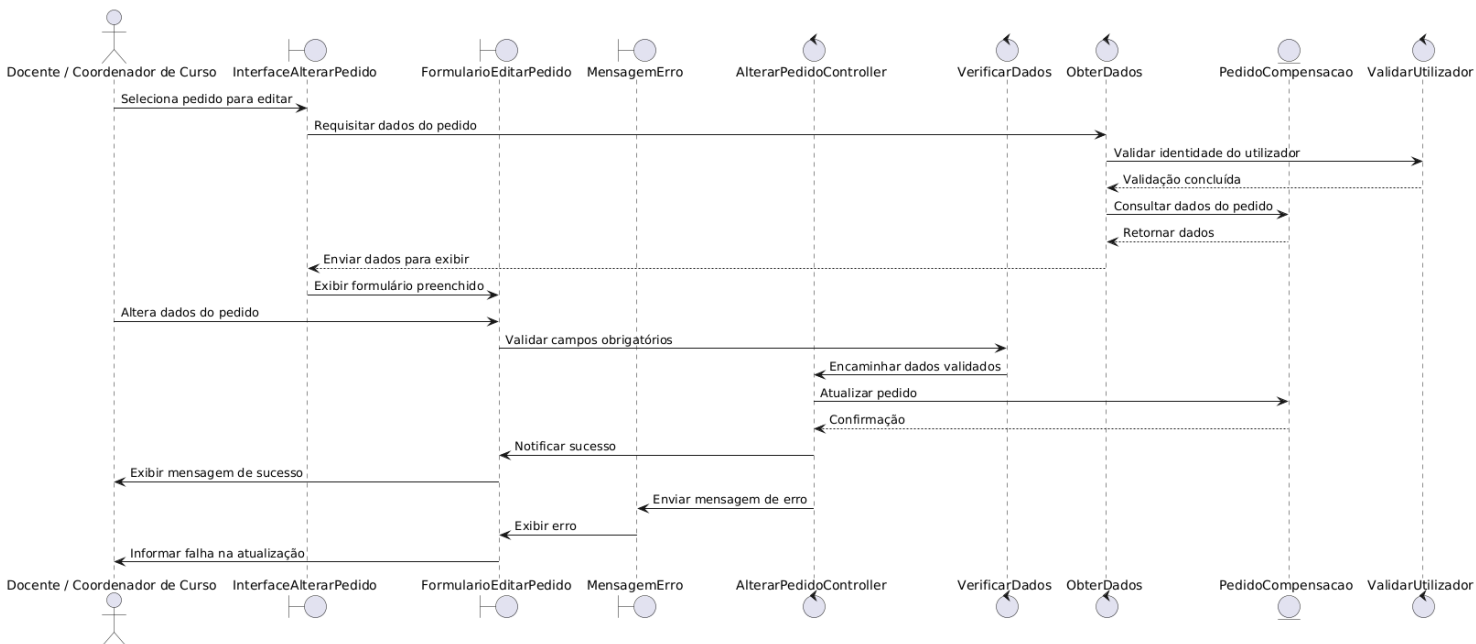 Docente / Coordenador de Curso InterfaceAlterarPedido FormularioEditarPedido MensagemErro AlterarPedidoController VerificarDados ObterDados PedidoCompensacao ValidarUtilizador
Seleciona pedido para editar
Requisitar dados do pedido
Validar identidade do utilizador
Validação concluída
Consultar dados do pedido
Retornar dados
Enviar dados para exibir
Exibir formulário preenchido
Altera dados do pedido
Validar campos obrigatórios
Encaminhar dados validados
Atualizar pedido
Confirmação
Notificar sucesso
Exibir mensagem de sucesso
Enviar mensagem de erro
Exibir erro
Informar falha na atualização
Docente / Coordenador de Curso InterfaceAlterarPedido FormularioEditarPedido MensagemErro AlterarPedidoController VerificarDados ObterDados PedidoCompensacao ValidarUtilizador